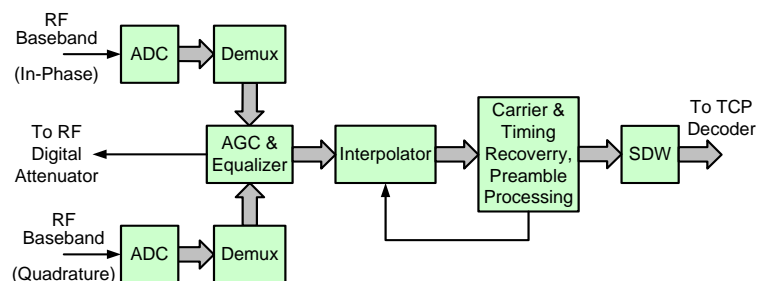 RF
Baseband
(In-Phase)
ADC
Demux
To RF
Digital
Attenuator
AGC &
Equalizer
Interpolator
Carrier &
Timing
Recoverry,
Preamble
Processing
SDW
To TCP
Decoder
RF
Baseband
(Quadrature)
ADC
Demux